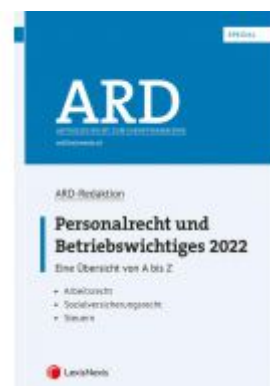 SPEZIAL
ARD
ARD-Redaktion
Personalrecht und
Betriebswichtiges 2022
Eine Übersicht von A bis Z
• Arbeitsrecht
• Sozialversicherungsrecht
• Steuern
LexisNexis